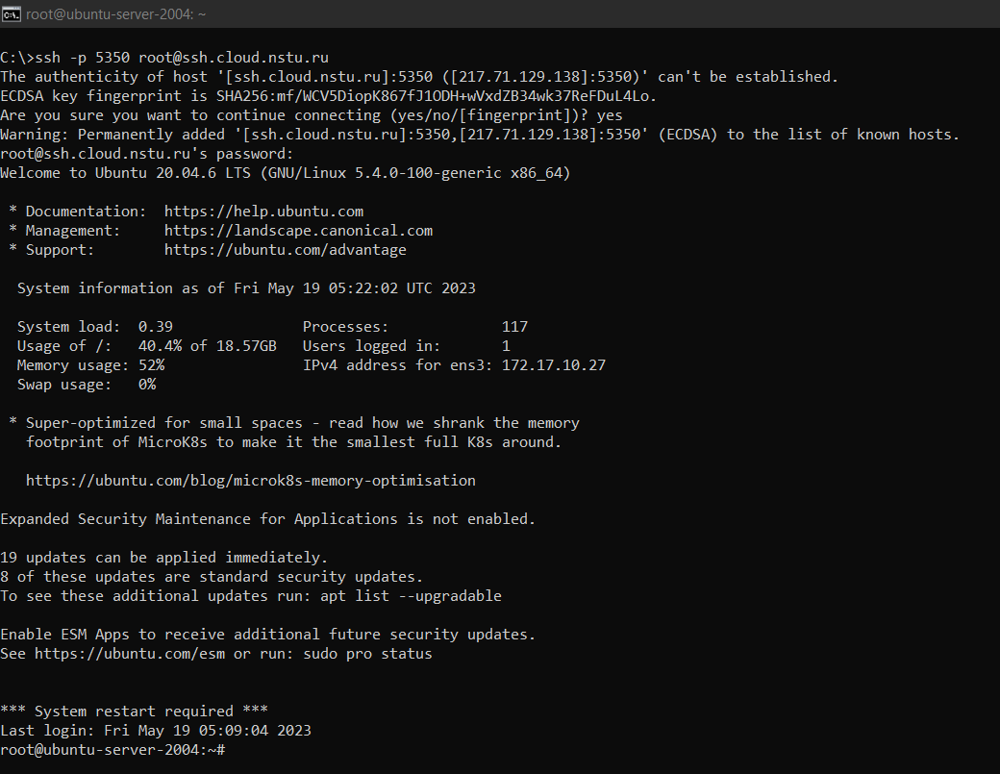 root@ubuntu-server-2004: ~
C:\>ssh -p 5350 root@ssh.cloud.nstu.ru
The authenticity of host '[ssh.cloud.nstu.ru]:5350 ([217.71.129.138]:5350)' can't be established.
ECDSA key fingerprint is SHA256:mf/WCV5DiopK867fJ1ODH+wVxdZB34wk37ReFDuL4Lo.
Are you sure you want to continue connecting (yes/no/[fingerprint])? yes
Warning: Permanently added '[ssh.cloud.nstu.ru]:5350,[217.71.129.138]:5350' (ECDSA) to the list of known hosts.
root@ssh.cloud.nstu.ru's password:
Welcome to Ubuntu 20.04.6 LTS (GNU/Linux 5.4.0-100-generic x86_64)
* Documentation:  https://help.ubuntu.com
* Management:     https://landscape.canonical.com
* Support:        https://ubuntu.com/advantage
System information as of Fri May 19 05:22:02 UTC 2023
System load:  0.39               Processes:             117
Usage of /:   40.4% of 18.57GB   Users logged in:       1
Memory usage: 52%                IPv4 address for ens3: 172.17.10.27
Swap usage:   0%
* Super-optimized for small spaces - read how we shrank the memory
footprint of MicroK8s to make it the smallest full K8s around.
https://ubuntu.com/blog/microk8s-memory-optimisation
Expanded Security Maintenance for Applications is not enabled.
19 updates can be applied immediately.
8 of these updates are standard security updates.
To see these additional updates run: apt list --upgradable
Enable ESM Apps to receive additional future security updates.
See https://ubuntu.com/esm or run: sudo pro status
*** System restart required ***
Last login: Fri May 19 05:09:04 2023
root@ubuntu-server-2004:~#